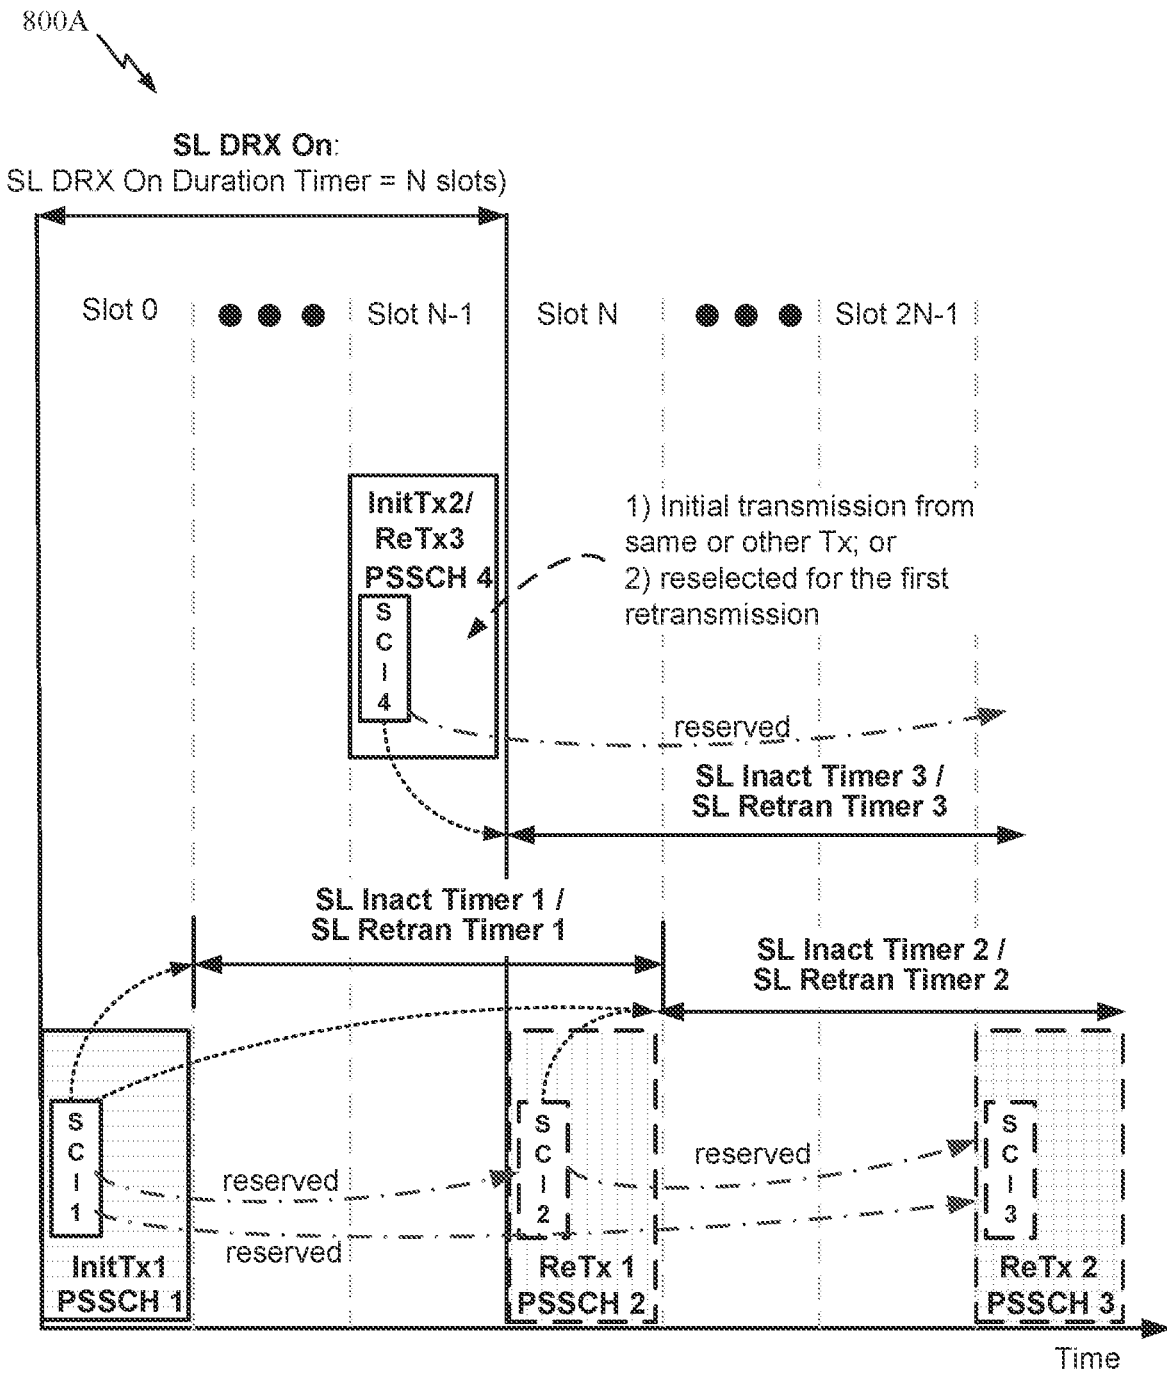 800A
SL DRX On:
SL DRX On Duration Timer = N slots)
Slot 0
Slot N-1
Slot N
Slot 2N-1
InitTx2/
ReTx3
PSSCH 4
SCI4
1) Initial transmission from
same or other Tx; or
2) reselected for the first
retransmission
reserved
SL Inact Timer 3 /
SL Retran Timer 3
SL Inact Timer 1 /
SL Retran Timer 1
SL Inact Timer 2 /
SL Retran Timer 2
SCI1
reserved
reserved
InitTx1
PSSCH 1
SCI2
reserved
ReTx 1
PSSCH 2
SCI3
ReTx 2
PSSCH 3
Time